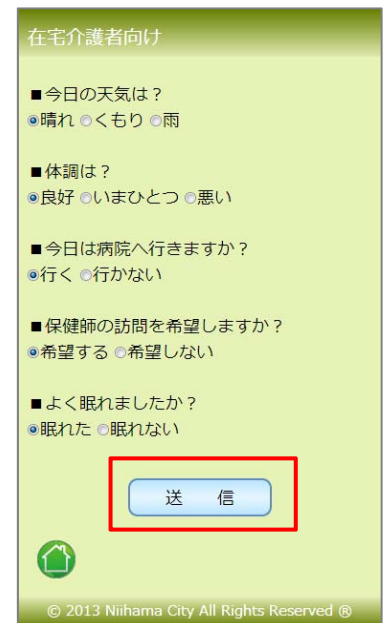 在宅介護者向け
■今日の天気は？
晴れ くもり 雨
■体調は？
良好 いまひとつ 悪い
■今日は病院へ行きますか？
行く 行かない
■保健師の訪問を希望しますか？
希望する 希望しない
■よく眠れましたか？
眠れた 眠れない
送 信
© 2013 Niihama City All Rights Reserved ®